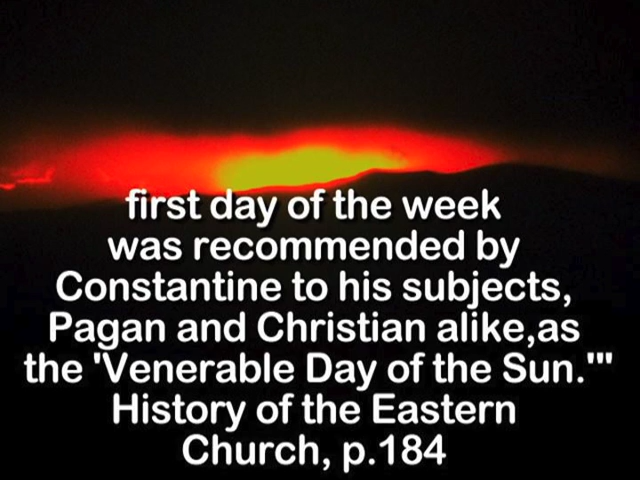 first day of the week
was recommended by
Constantine to his subjects,
Pagan and Christian alike,as
the 'Venerable Day of the Sun.'"
History of the Eastern
Church, p.184